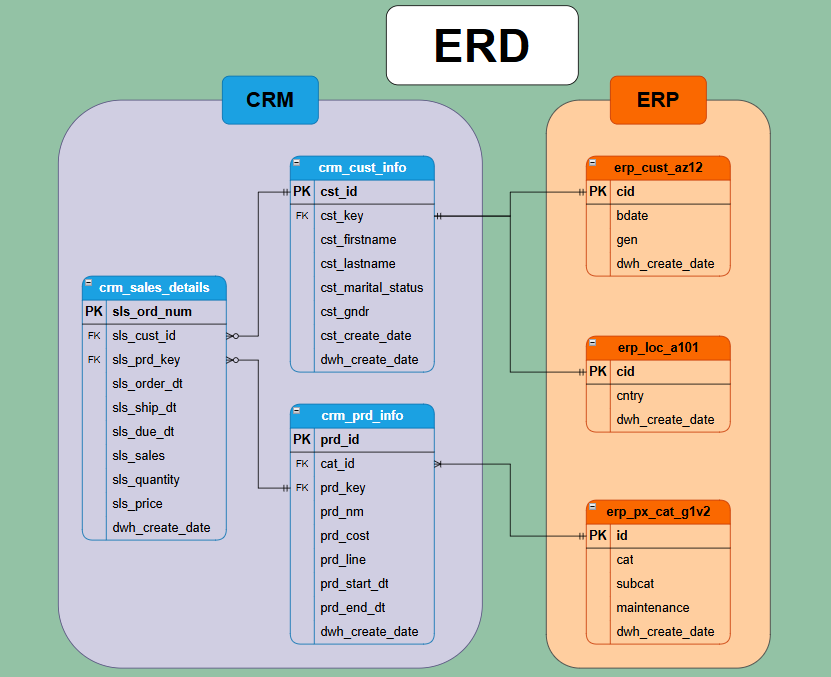 ERD
CRM
ERP
crm_cust_info
PK cst_id
FK cst_key
cst_firstname
cst_lastname
cst_marital_status
cst_gndr
cst_create_date
dwh_create_date
crm_sales_details
PK sls_ord_num
FK sls_cust_id
FK sls_prd_key
sls_order_dt
sls_ship_dt
sls_due_dt
sls_sales
sls_quantity
sls_price
dwh_create_date
crm_prd_info
PK prd_id
FK cat_id
FK prd_key
prd_nm
prd_cost
prd_line
prd_start_dt
prd_end_dt
dwh_create_date
erp_cust_az12
PK cid
bdate
gen
dwh_create_date
erp_loc_a101
PK cid
cntry
dwh_create_date
erp_px_cat_g1v2
PK id
cat
subcat
maintenance
dwh_create_date